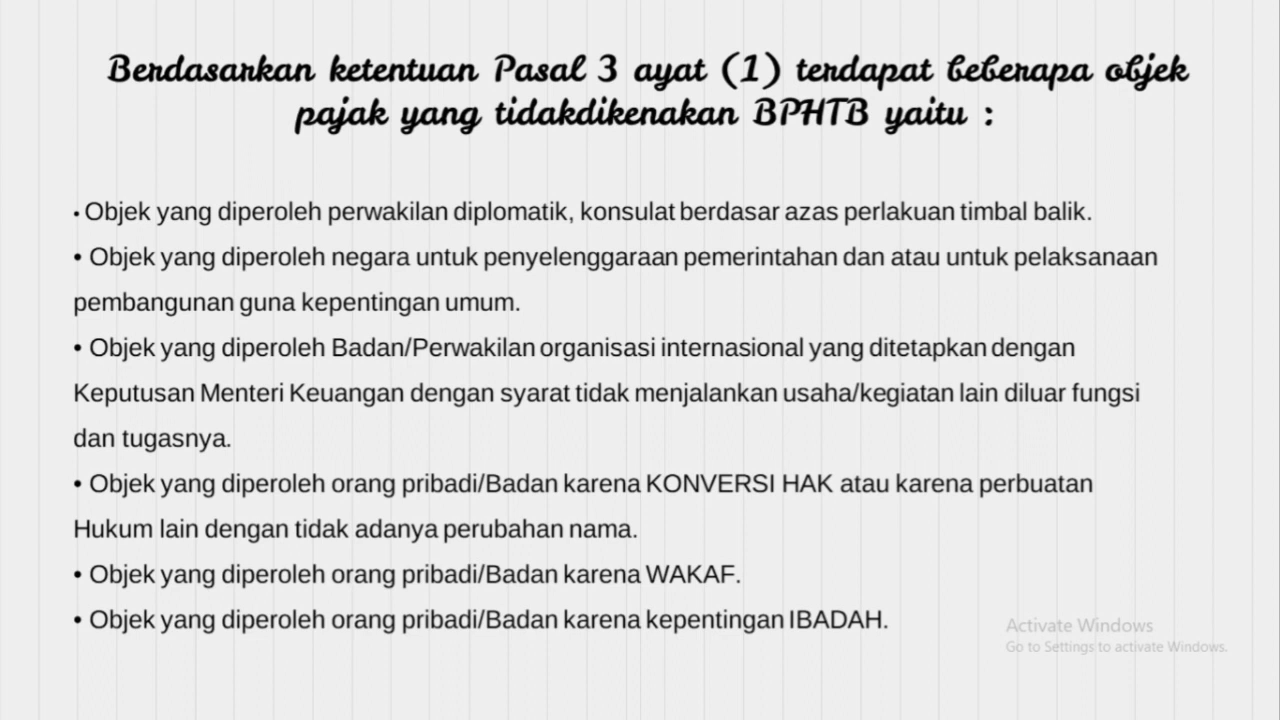 Berdasarkan ketentuan Pasal 3 ayat (1) terdapat beberapa objek
pajak yang tidakdikenakan BPHTB yaitu :
• Objek yang diperoleh perwakilan diplomatik, konsulat berdasar azas perlakuan timbal balik.
• Objek yang diperoleh negara untuk penyelenggaraan pemerintahan dan atau untuk pelaksanaan
pembangunan guna kepentingan umum.
• Objek yang diperoleh Badan/Perwakilan organisasi internasional yang ditetapkan dengan
Keputusan Menteri Keuangan dengan syarat tidak menjalankan usaha/kegiatan lain diluar fungsi
dan tugasnya.
• Objek yang diperoleh orang pribadi/Badan karena KONVERSI HAK atau karena perbuatan
Hukum lain dengan tidak adanya perubahan nama.
• Objek yang diperoleh orang pribadi/Badan karena WAKAF.
• Objek yang diperoleh orang pribadi/Badan karena kepentingan IBADAH.
Activate Windows
Go to Settings to activate Windows.